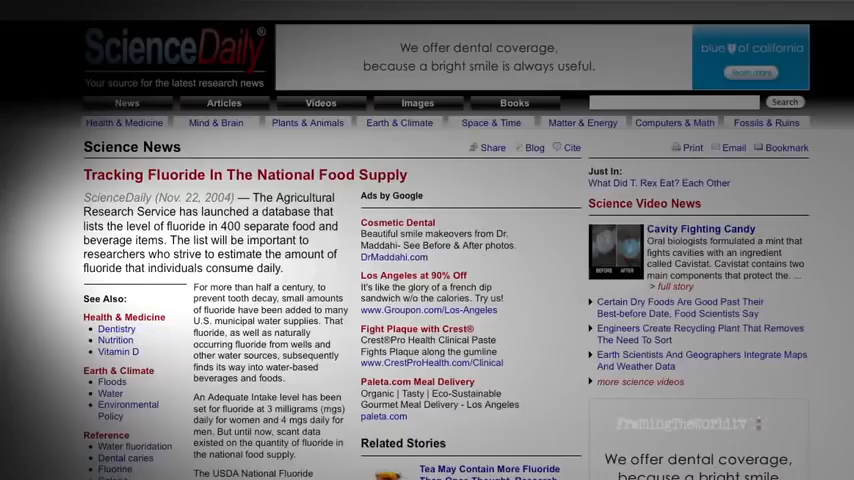 ScienceDaily®
Your source for the latest research news
We offer dental coverage,
because a bright smile is always useful.
blue of california
learn more
News
Articles
Videos
Images
Books
Search
Health & Medicine
Mind & Brain
Plants & Animals
Earth & Climate
Space & Time
Matter & Energy
Computers & Math
Fossils & Ruins
Science News
Share
Blog
Cite
Print
Email
Bookmark
Tracking Fluoride In The National Food Supply
ScienceDaily (Nov. 22, 2004) — The Agricultural
Research Service has launched a database that
lists the level of fluoride in 400 separate food and
beverage items. The list will be important to
researchers who strive to estimate the amount of
fluoride that individuals consume daily.
See Also:
Health & Medicine
• Dentistry
• Nutrition
• Vitamin D
Earth & Climate
• Floods
• Water
• Environmental
Policy
Reference
• Water fluoridation
• Dental caries
• Fluorine
For more than half a century, to
prevent tooth decay, small amounts
of fluoride have been added to many
U.S. municipal water supplies. That
fluoride, as well as naturally
occurring fluoride from wells and
other water sources, subsequently
finds its way into water-based
beverages and foods.
An Adequate Intake level has been
set for fluoride at 3 milligrams (mgs)
daily for women and 4 mgs daily for
men. But until now, scant data
existed on the quantity of fluoride in
the national food supply.
The USDA National Fluoride
Ads by Google
Cosmetic Dental
Beautiful smile makeovers from Dr.
Maddahi- See Before & After photos.
DrMaddahi.com
Los Angeles at 90% Off
It's like the glory of a french dip
sandwich w/o the calories. Try us!
www.Groupon.com/Los-Angeles
Fight Plaque with Crest®
Crest®Pro Health Clinical Paste
Fights Plaque along the gumline
www.CrestProHealth.com/Clinical
Paleta.com Meal Delivery
Organic | Tasty | Eco-Sustainable
Gourmet Meal Delivery - Los Angeles
paleta.com
Related Stories
Tea May Contain More Fluoride
Than Once Thought, Research
Just In:
What Did T. Rex Eat? Each Other
Science Video News
BEFORE
AFTER
Cavity Fighting Candy
Oral biologists formulated a mint that
fights cavities with an ingredient
called Cavistat. Cavistat contains two
main components that protect the. ...
> full story
Certain Dry Foods Are Good Past Their
Best-before Date, Food Scientists Say
Engineers Create Recycling Plant That Removes
The Need To Sort
Earth Scientists And Geographers Integrate Maps
And Weather Data
more science videos
FramingTheWorld.tv
We offer dental coverage,
because a bright smile